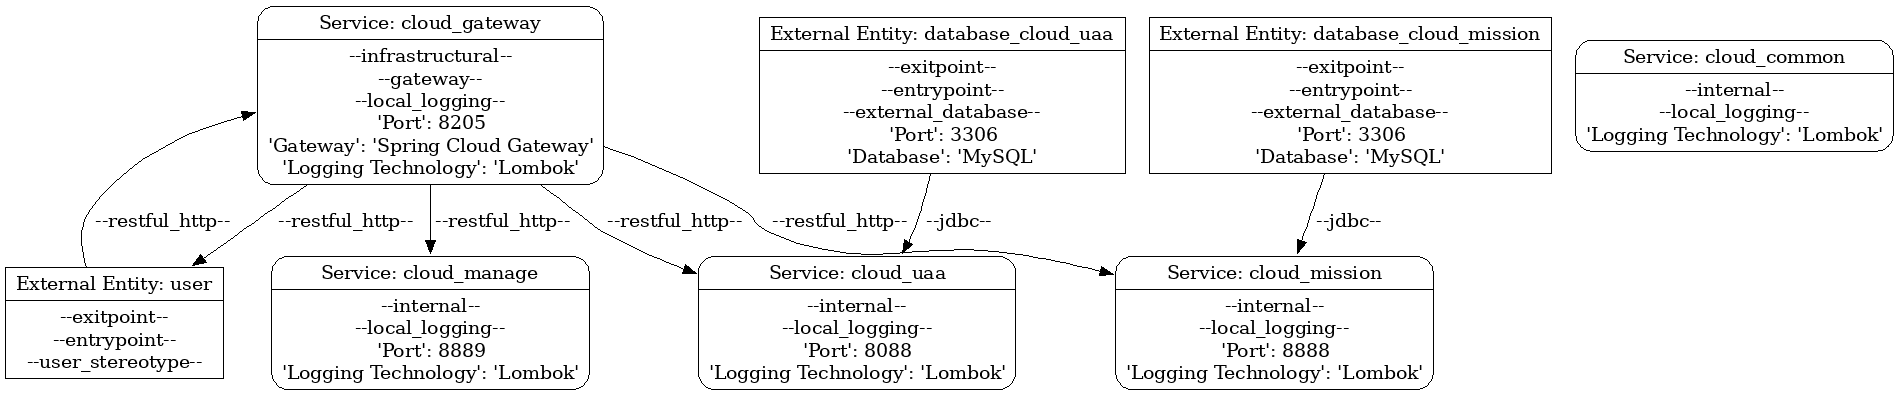 Service: cloud_gateway
--infrastructural--
--gateway--
--local_logging--
'Port': 8205
'Gateway': 'Spring Cloud Gateway'
'Logging Technology': 'Lombok'
External Entity: database_cloud_uaa
--exitpoint--
--entrypoint--
--external_database--
'Port': 3306
'Database': 'MySQL'
External Entity: database_cloud_mission
--exitpoint--
--entrypoint--
--external_database--
'Port': 3306
'Database': 'MySQL'
Service: cloud_common
--internal--
--local_logging--
'Logging Technology': 'Lombok'
--restful_http--
--restful_http--
--restful_http--
--restful_http--
--restful_http--
--jdbc--
--jdbc--
External Entity: user
--exitpoint--
--entrypoint--
--user_stereotype--
Service: cloud_manage
--internal--
--local_logging--
'Port': 8889
'Logging Technology': 'Lombok'
Service: cloud_uaa
--internal--
--local_logging--
'Port': 8088
'Logging Technology': 'Lombok'
Service: cloud_mission
--internal--
--local_logging--
'Port': 8888
'Logging Technology': 'Lombok'